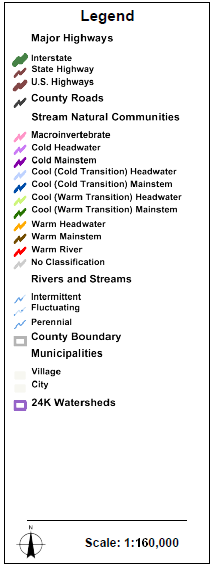 Legend
Major Highways
Interstate
State Highway
U.S. Highways
County Roads
Stream Natural Communities
Macroinvertebrate
Cold Headwater
Cold Mainstem
Cool (Cold Transition) Headwater
Cool (Cold Transition) Mainstem
Cool (Warm Transition) Headwater
Cool (Warm Transition) Mainstem
Warm Headwater
Warm Mainstem
Warm River
No Classification
Rivers and Streams
Intermittent
Fluctuating
Perennial
County Boundary
Municipalities
Village
City
24K Watersheds
N
Scale: 1:160,000